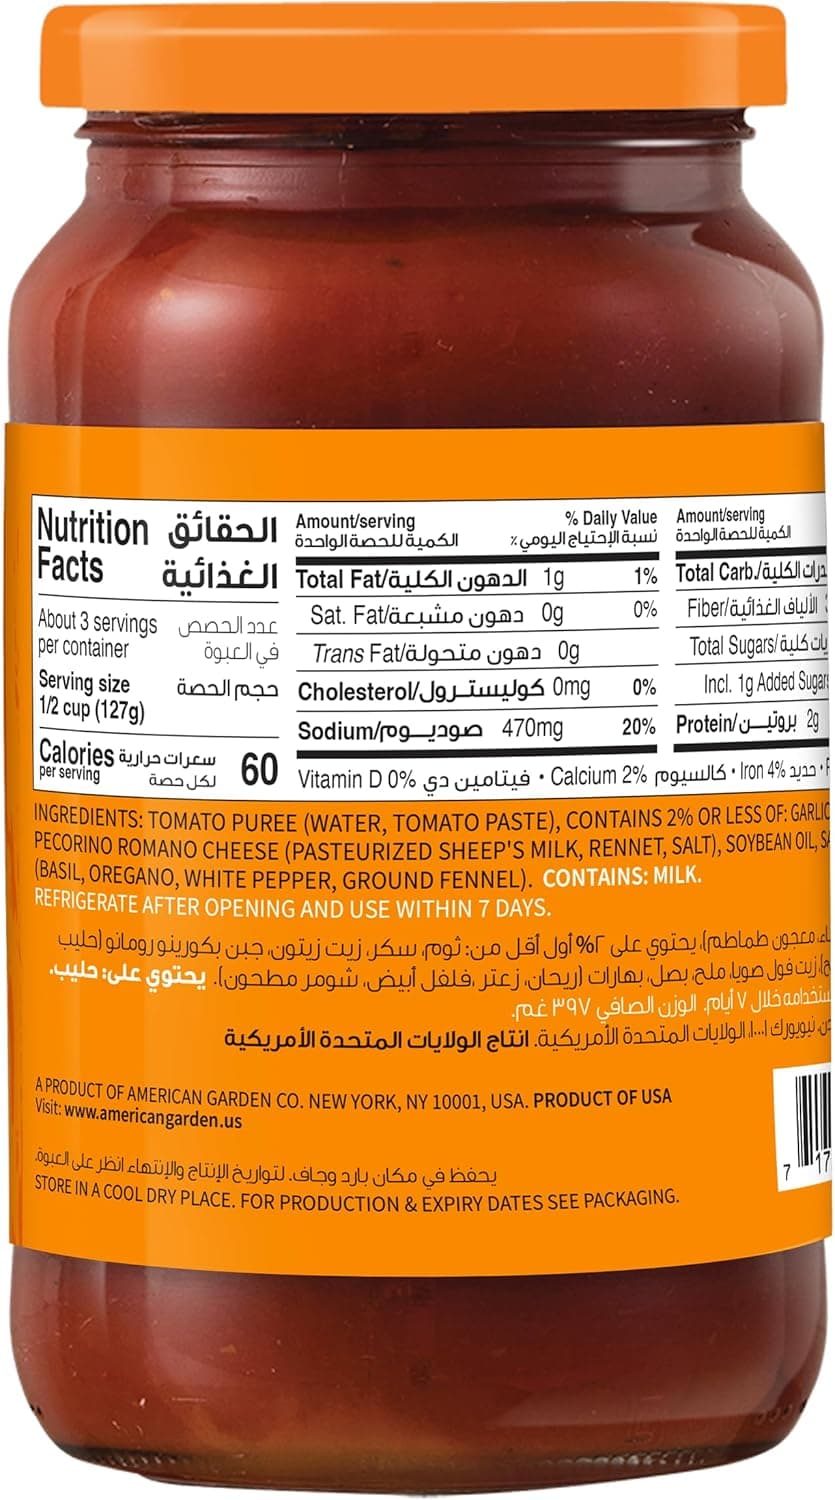 Nutrition الحقائق
Facts الغذائية
About 3 servings عدد الحصص
per container في العبوة
Serving size حجم الحصة
1/2 cup (127g)
Calories سعرات حرارية 60
per serving لكل حصة
Amount/serving % Daily Value
الكمية للحصة الواحدة نسبة الإحتياج اليومي٪
Total Fat/الدهون الكلية 1g 1%
Sat. Fat/دهون مشبعة 0g 0%
Trans Fat/دهون متحولة 0g
Cholesterol/كوليستـرول 0mg 0%
Sodium/صوديـــوم 470mg 20%
Amount/serving
الكمية للحصة الواحدة
Total Carb./الكلية
Fiber/الألياف الغذائية
Total Sugars/كلية
Incl. 1g Added Sugars
Protein/بروتيــن 2g
Vitamin D 0% فيتامين دي • Calcium 2% كالسيوم • Iron 4% حديد •
INGREDIENTS: TOMATO PUREE (WATER, TOMATO PASTE), CONTAINS 2% OR LESS OF: GARLIC
PECORINO ROMANO CHEESE (PASTEURIZED SHEEP'S MILK, RENNET, SALT), SOYBEAN OIL,
(BASIL, OREGANO, WHITE PEPPER, GROUND FENNEL). CONTAINS: MILK.
REFRIGERATE AFTER OPENING AND USE WITHIN 7 DAYS.
معجون طماطم)، يحتوي على ٢% أول أقل من: ثوم، سكر، زيت زيتون، جبن بكورينو رومانو (حليب
زيت فول صويا، ملح، بصل، بهارات (ريحان، زعتر، فلفل أبيض، شومر مطحون). يحتوي على: حليب.
خلال ٧ أيام. الوزن الصافي ٣٩٧ غم.
نيويورك ١٠٠٠١، الولايات المتحدة الأمريكية. انتاج الولايات المتحدة الأمريكية
A PRODUCT OF AMERICAN GARDEN CO. NEW YORK, NY 10001, USA. PRODUCT OF USA
Visit: www.americangarden.us
يحفظ في مكان بارد وجاف. لتواريخ الإنتاج والإنتهاء انظر على العبوة.
STORE IN A COOL DRY PLACE. FOR PRODUCTION & EXPIRY DATES SEE PACKAGING.
7 17